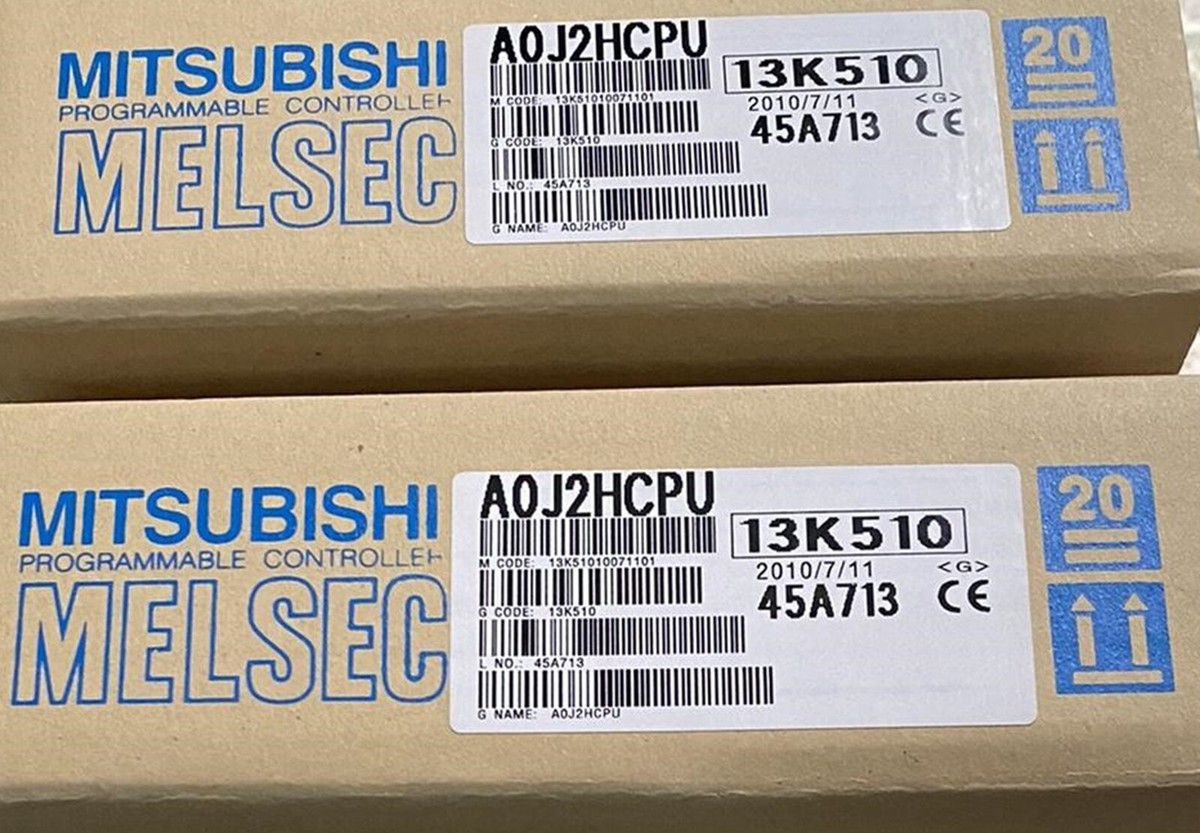 MITSUBISHI
PROGRAMMABLE CONTROLLER
MELSEC
A0J2HCPU
M CODE: 13K51010071101
13K510
2010/7/11 <G>
G CODE: 13K510
45A713 CE
L NO.: 45A713
G NAME: A0J2HCPU
20
MITSUBISHI
PROGRAMMABLE CONTROLLER
MELSEC
A0J2HCPU
M CODE: 13K51010071101
13K510
2010/7/11 <G>
G CODE: 13K510
45A713 CE
L NO.: 45A713
G NAME: A0J2HCPU
20